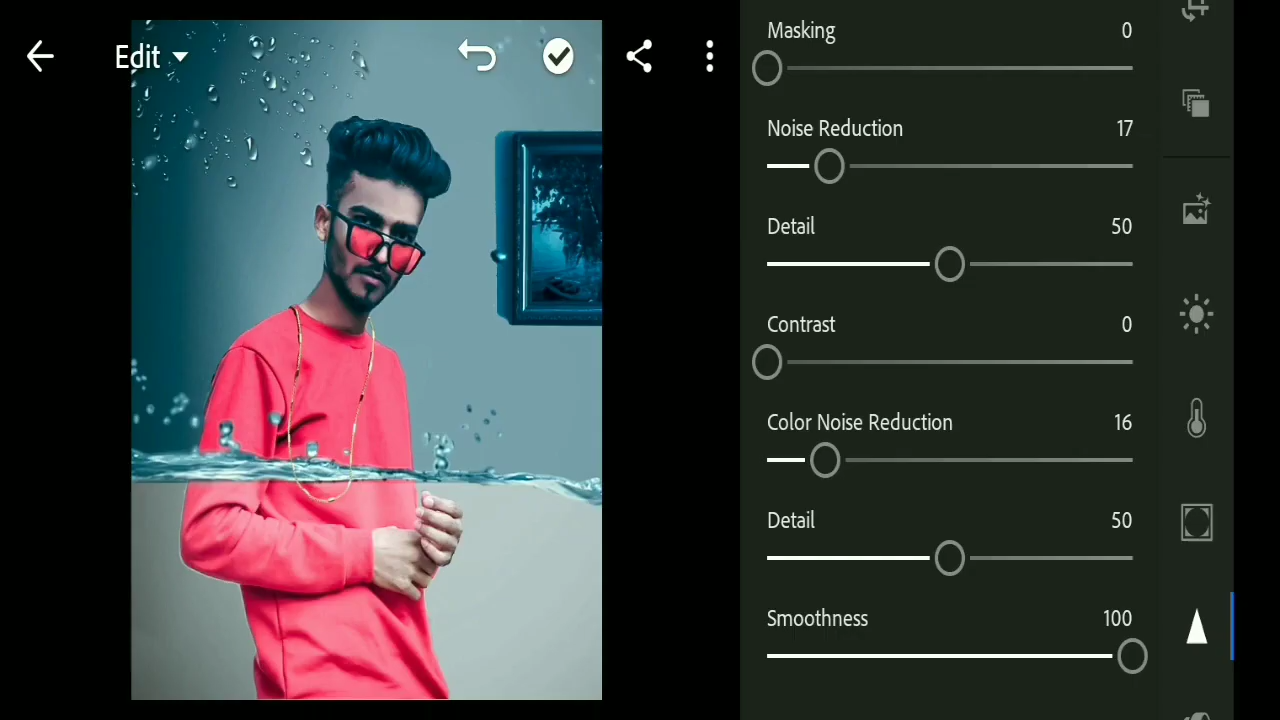 Edit
Masking 0
Noise Reduction 17
Detail 50
Contrast 0
Color Noise Reduction 16
Detail 50
Smoothness 100